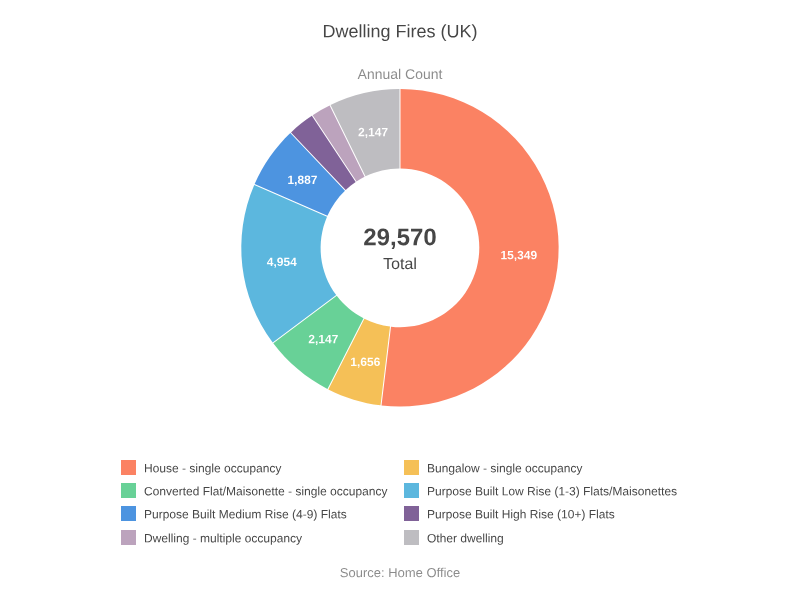 Dwelling Fires (UK)
Annual Count
2,147
1,887
15,349
4,954
29,570
Total
2,147
1,656
House - single occupancy
Bungalow - single occupancy
Converted Flat/Maisonette - single occupancy
Purpose Built Low Rise (1-3) Flats/Maisonettes
Purpose Built Medium Rise (4-9) Flats
Purpose Built High Rise (10+) Flats
Dwelling - multiple occupancy
Other dwelling
Source: Home Office